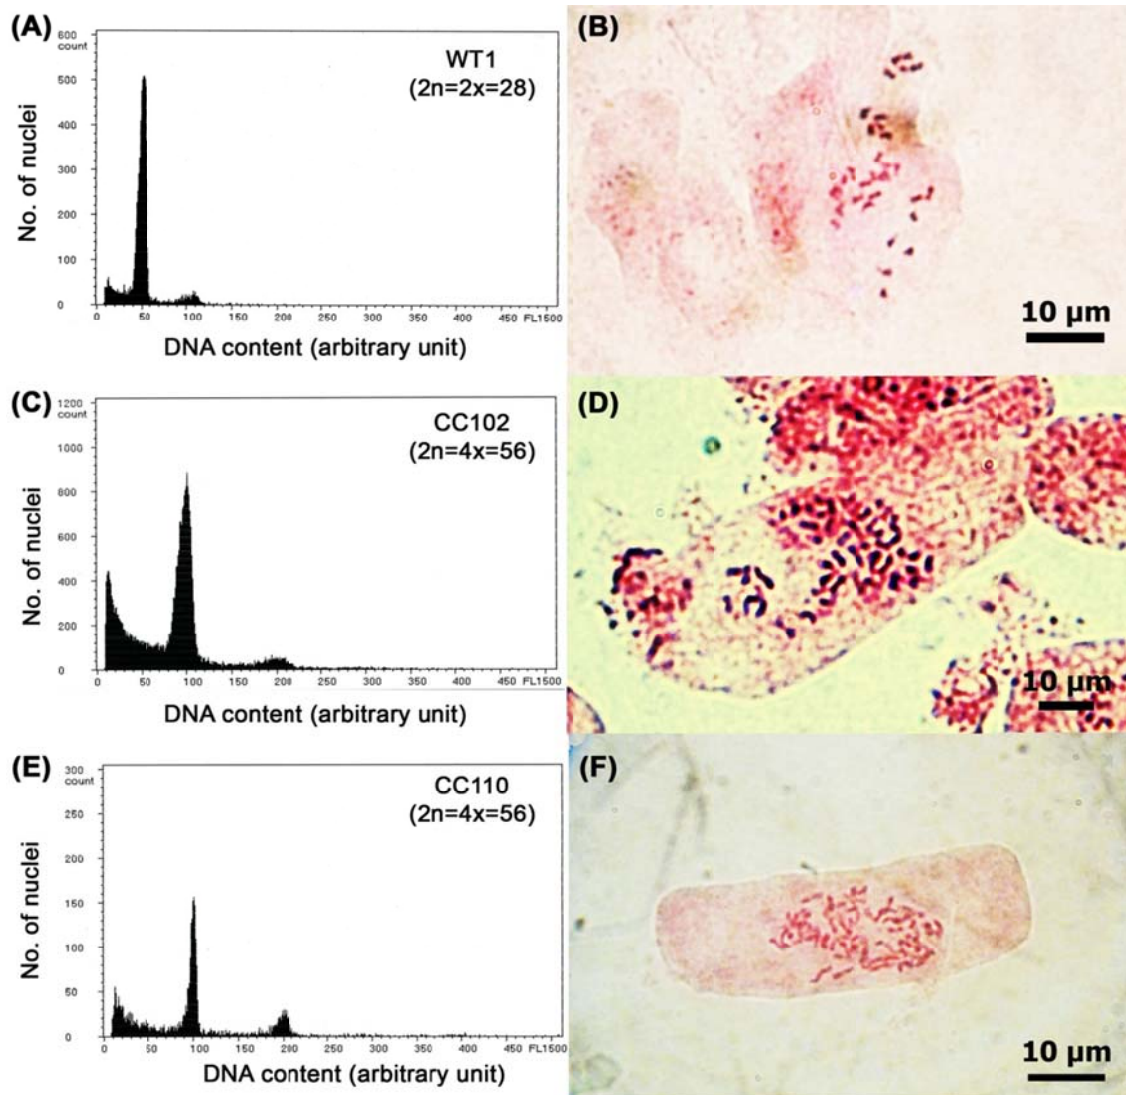 (A)
600
count
500
400
300
200
100
0
No. of nuclei
WT1
(2n=2x=28)
0 50 100 150 200 250 300 350 400 450 FL1500
DNA content (arbitrary unit)
(B)
10 µm
(C)
1200
count
1000
800
600
400
200
0
No. of nuclei
CC102
(2n=4x=56)
0 50 100 150 200 250 300 350 400 450 FL1500
DNA content (arbitrary unit)
(D)
10 µm
(E)
300
count
250
200
150
100
50
0
No. of nuclei
CC110
(2n=4x=56)
0 50 100 150 200 250 300 350 400 450 FL1500
DNA content (arbitrary unit)
(F)
10 µm